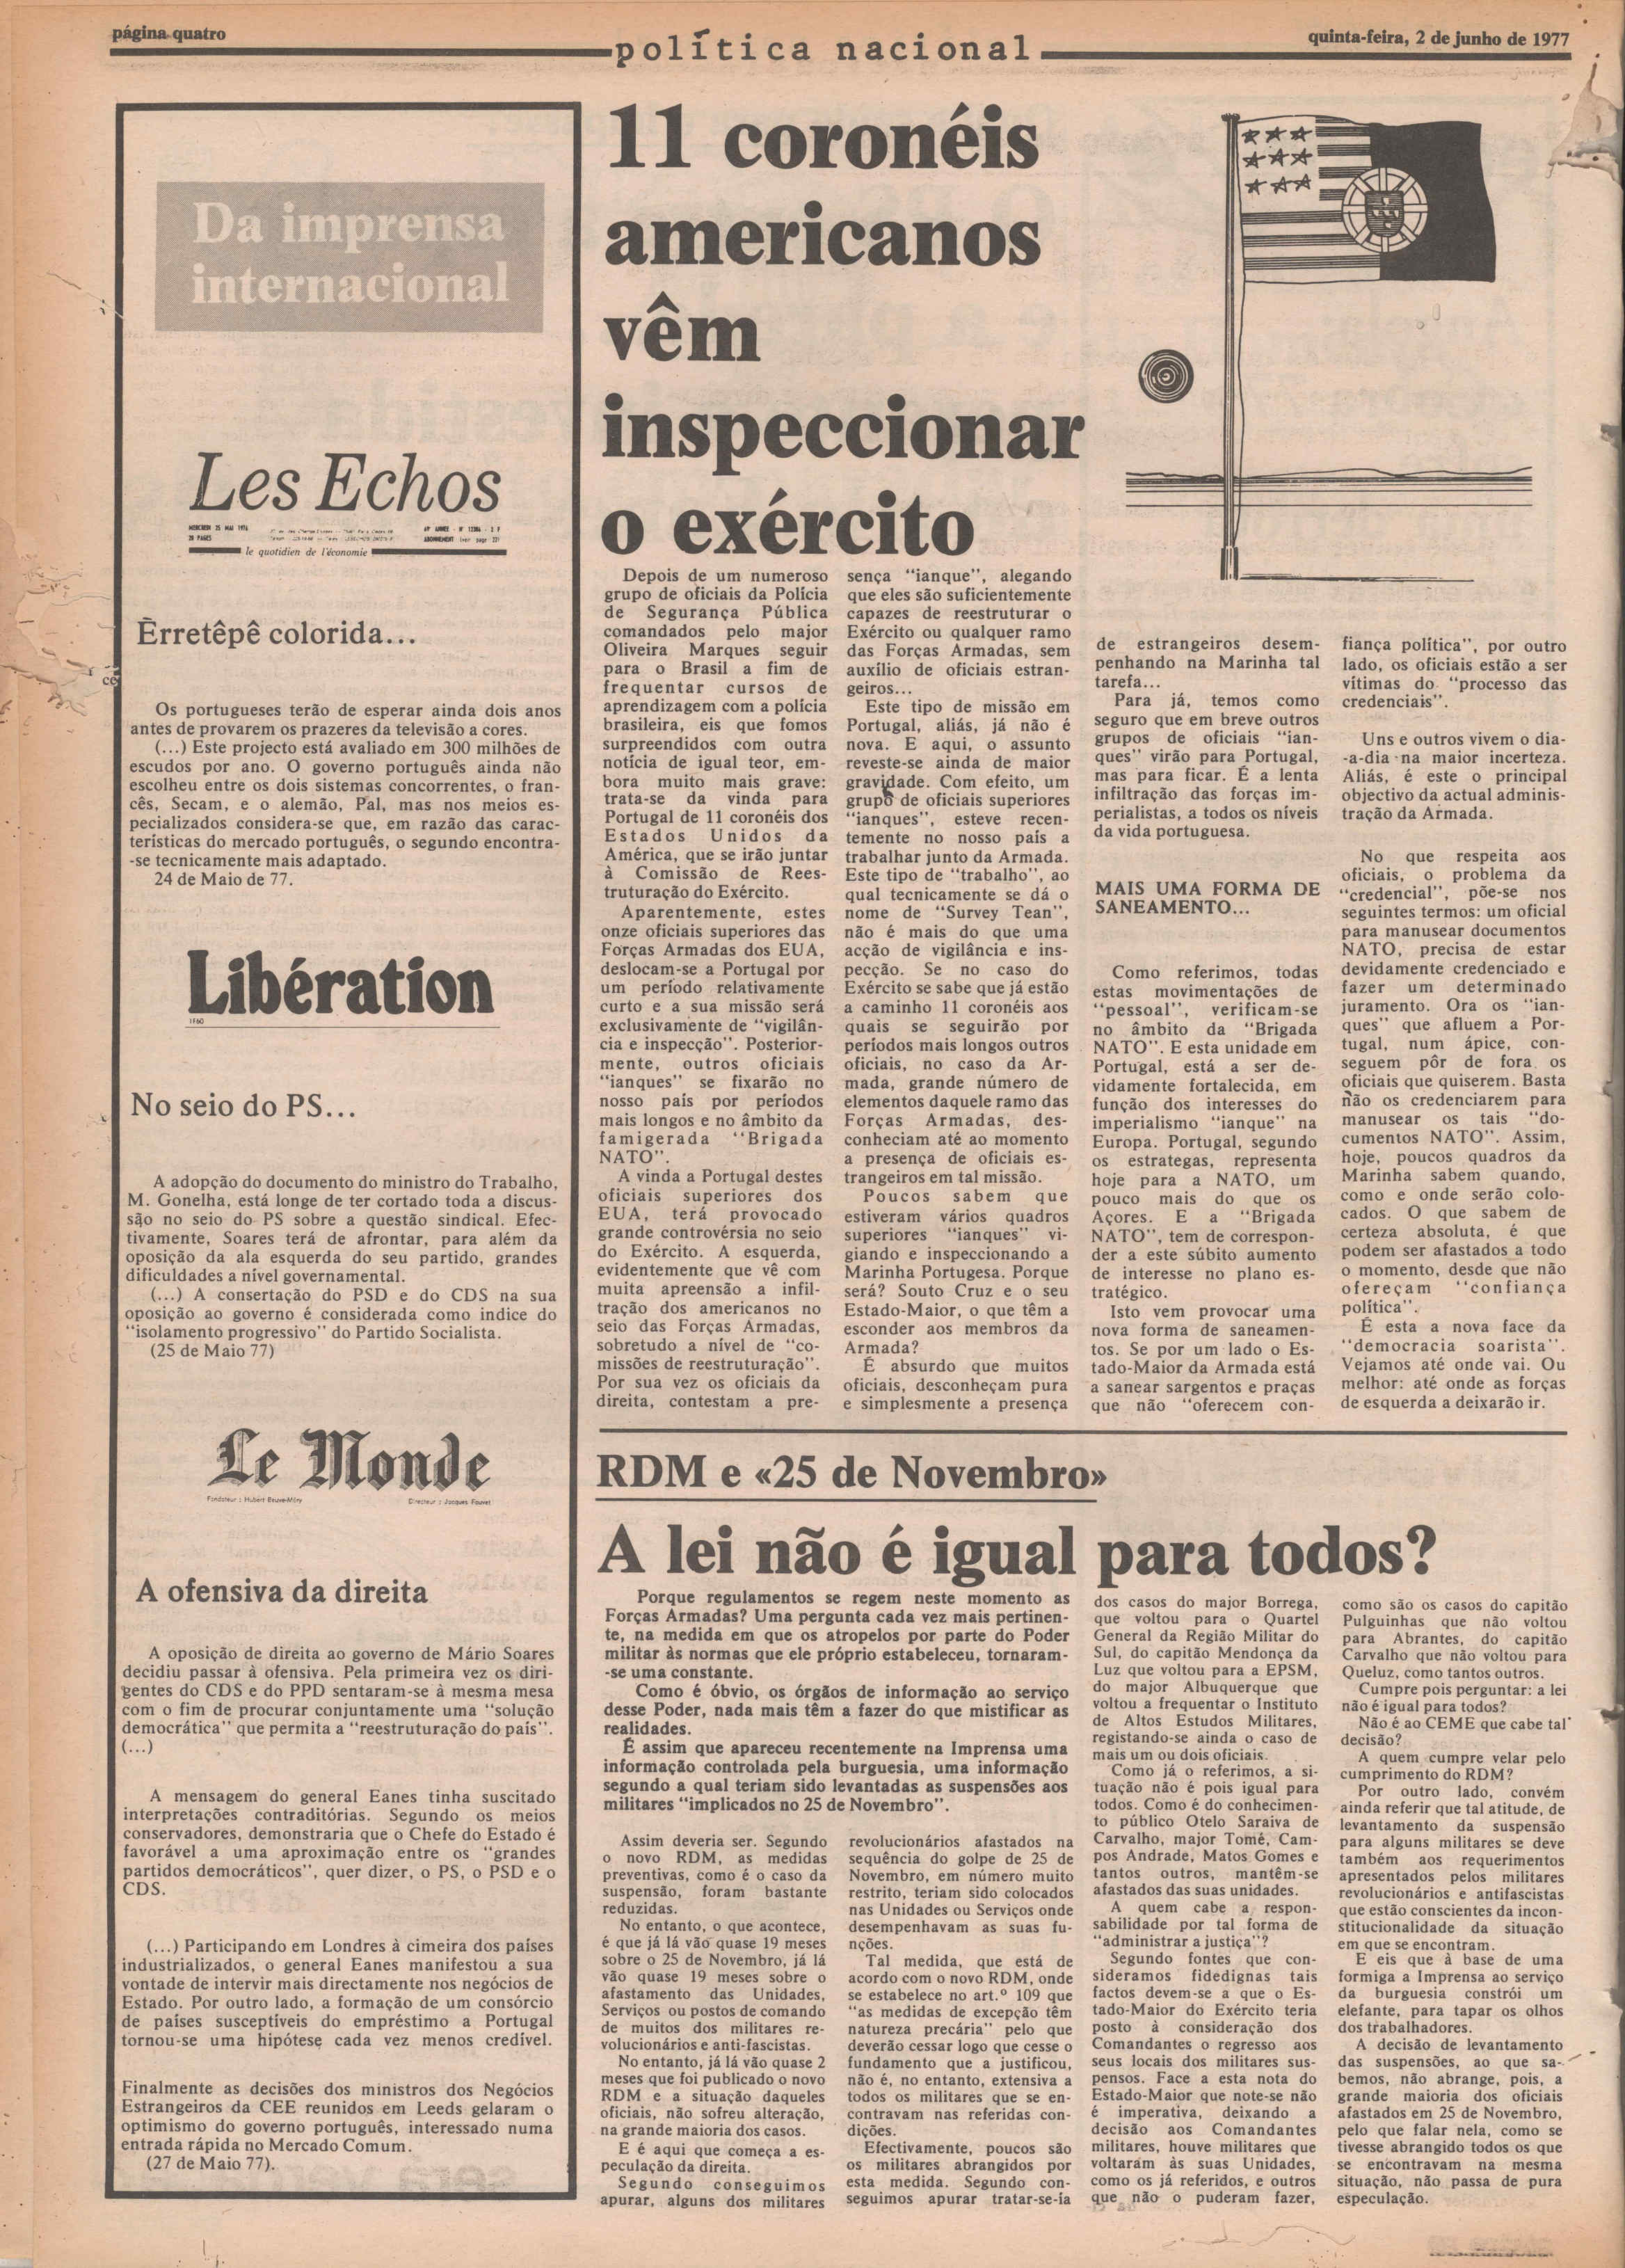 página quatro
política nacional
quinta-feira, 2 de junho de 1977
Da imprensa
internacional
Les Echos
MERCREDI 25 MAI 1976
28 PAGES
le quotidien de l'économie
Èrretêpê colorida...
Os portugueses terão de esperar ainda dois anos
antes de provarem os prazeres da televisão a cores.
(...) Este projecto está avaliado em 300 milhões de
escudos por ano. O governo português ainda não
escolheu entre os dois sistemas concorrentes, o fran-
cês, Secam, e o alemão, Pal, mas nos meios es-
pecializados considera-se que, em razão das carac-
terísticas do mercado português, o segundo encontra-
-se tecnicamente mais adaptado.
24 de Maio de 77.
Libération
1F60
No seio do PS...
A adopção do documento do ministro do Trabalho,
M. Gonelha, está longe de ter cortado toda a discus-
são no seio do PS sobre a questão sindical. Efec-
tivamente, Soares terá de afrontar, para além da
oposição da ala esquerda do seu partido, grandes
dificuldades a nível governamental.
(...) A consertação do PSD e do CDS na sua
oposição ao governo é considerada como indice do
"isolamento progressivo" do Partido Socialista.
(25 de Maio 77)
Le Monde
Fondateur : Hubert Beuve-Méry
Directeur : Jacques Fauvet
A ofensiva da direita
A oposição de direita ao governo de Mário Soares
decidiu passar à ofensiva. Pela primeira vez os diri-
gentes do CDS e do PPD sentaram-se à mesma mesa
com o fim de procurar conjuntamente uma "solução
democrática" que permita a "reestruturação do país".
(...)
A mensagem do general Eanes tinha suscitado
interpretações contraditórias. Segundo os meios
conservadores, demonstraria que o Chefe do Estado é
favorável a uma aproximação entre os "grandes
partidos democráticos", quer dizer, o PS, o PSD e o
CDS.
(...) Participando em Londres à cimeira dos países
industrializados, o general Eanes manifestou a sua
vontade de intervir mais directamente nos negócios de
Estado. Por outro lado, a formação de um consórcio
de países susceptíveis do empréstimo a Portugal
tornou-se uma hipótese cada vez menos credível.
Finalmente as decisões dos ministros dos Negócios
Estrangeiros da CEE reunidos em Leeds gelaram o
optimismo do governo português, interessado numa
entrada rápida no Mercado Comum.
(27 de Maio 77).
11 coronéis
americanos
vêm
inspeccionar
o exército
Depois de um numeroso
grupo de oficiais da Polícia
de Segurança Pública
comandados pelo major
Oliveira Marques seguir
para o Brasil a fim de
frequentar cursos de
aprendizagem com a polícia
brasileira, eis que fomos
surpreendidos com outra
notícia de igual teor, em-
bora muito mais grave:
trata-se da vinda para
Portugal de 11 coronéis dos
Estados Unidos da
América, que se irão juntar
à Comissão de Rees-
truturação do Exército.
Aparentemente, estes
onze oficiais superiores das
Forças Armadas dos EUA,
deslocam-se a Portugal por
um período relativamente
curto e a sua missão será
exclusivamente de "vigilân-
cia e inspecção". Posterior-
mente, outros oficiais
"ianques" se fixarão no
nosso país por períodos
mais longos e no âmbito da
famigerada "Brigada
NATO".
A vinda a Portugal destes
oficiais superiores dos
EUA, terá provocado
grande controvérsia no seio
do Exército. A esquerda,
evidentemente que vê com
muita apreensão a infil-
tração dos americanos no
seio das Forças Armadas,
sobretudo a nível de "co-
missões de reestruturação".
Por sua vez os oficiais da
direita, contestam a pre-
sença "ianque", alegando
que eles são suficientemente
capazes de reestruturar o
Exército ou qualquer ramo
das Forças Armadas, sem
auxílio de oficiais estran-
geiros...
Este tipo de missão em
Portugal, aliás, já não é
nova. E aqui, o assunto
reveste-se ainda de maior
gravidade. Com efeito, um
grupo de oficiais superiores
"ianques", esteve recen-
temente no nosso país a
trabalhar junto da Armada.
Este tipo de "trabalho", ao
qual tecnicamente se dá o
nome de "Survey Tean",
não é mais do que uma
acção de vigilância e ins-
pecção. Se no caso do
Exército se sabe que já estão
a caminho 11 coronéis aos
quais se seguirão por
períodos mais longos outros
oficiais, no caso da Ar-
mada, grande número de
elementos daquele ramo das
Forças Armadas, des-
conheciam até ao momento
a presença de oficiais es-
trangeiros em tal missão.
Poucos sabem que
estiveram vários quadros
superiores "ianques" vi-
giando e inspeccionando a
Marinha Portugesa. Porque
será? Souto Cruz e o seu
Estado-Maior, o que têm a
esconder aos membros da
Armada?
É absurdo que muitos
oficiais, desconheçam pura
e simplesmente a presença
de estrangeiros desem-
penhando na Marinha tal
tarefa...
Para já, temos como
seguro que em breve outros
grupos de oficiais "ian-
ques" virão para Portugal,
mas para ficar. É a lenta
infiltração das forças im-
perialistas, a todos os níveis
da vida portuguesa.
MAIS UMA FORMA DE
SANEAMENTO...
Como referimos, todas
estas movimentações de
"pessoal", verificam-se
no âmbito da "Brigada
NATO". E esta unidade em
Portugal, está a ser de-
vidamente fortalecida, em
função dos interesses do
imperialismo "ianque" na
Europa. Portugal, segundo
os estrategas, representa
hoje para a NATO, um
pouco mais do que os
Açores. E a "Brigada
NATO", tem de correspon-
der a este súbito aumento
de interesse no plano es-
tratégico.
Isto vem provocar uma
nova forma de saneamen-
tos. Se por um lado o Es-
tado-Maior da Armada está
a sanear sargentos e praças
que não "oferecem con-
fiança política", por outro
lado, os oficiais estão a ser
vítimas do "processo das
credenciais".
Uns e outros vivem o dia-
-a-dia na maior incerteza.
Aliás, é este o principal
objectivo da actual adminis-
tração da Armada.
No que respeita aos
oficiais, o problema da
"credencial", põe-se nos
seguintes termos: um oficial
para manusear documentos
NATO, precisa de estar
devidamente credenciado e
fazer um determinado
juramento. Ora os "ian-
ques" que afluem a Por-
tugal, num ápice, con-
seguem pôr de fora os
oficiais que quiserem. Basta
não os credenciarem para
manusear os tais "do-
cumentos NATO". Assim,
hoje, poucos quadros da
Marinha sabem quando,
como e onde serão colo-
cados. O que sabem de
certeza absoluta, é que
podem ser afastados a todo
o momento, desde que não
ofereçam "confiança
política".
É esta a nova face da
"democracia soarista".
Vejamos até onde vai. Ou
melhor: até onde as forças
de esquerda a deixarão ir.
RDM e «25 de Novembro»
A lei não é igual para todos?
Porque regulamentos se regem neste momento as
Forças Armadas? Uma pergunta cada vez mais pertinen-
te, na medida em que os atropelos por parte do Poder
militar às normas que ele próprio estabeleceu, tornaram-
-se uma constante.
Como é óbvio, os órgãos de informação ao serviço
desse Poder, nada mais têm a fazer do que mistificar as
realidades.
É assim que apareceu recentemente na Imprensa uma
informação controlada pela burguesia, uma informação
segundo a qual teriam sido levantadas as suspensões aos
militares "implicados no 25 de Novembro".
Assim deveria ser. Segundo
o novo RDM, as medidas
preventivas, como é o caso da
suspensão, foram bastante
reduzidas.
No entanto, o que acontece,
é que já lá vão quase 19 meses
sobre o 25 de Novembro, já lá
vão quase 19 meses sobre o
afastamento das Unidades,
Serviços ou postos de comando
de muitos dos militares re-
volucionários e anti-fascistas.
No entanto, já lá vão quase 2
meses que foi publicado o novo
RDM e a situação daqueles
oficiais, não sofreu alteração,
na grande maioria dos casos.
E é aqui que começa a es-
peculação da direita.
Segundo conseguimos
apurar, alguns dos militares
revolucionários afastados na
sequência do golpe de 25 de
Novembro, em número muito
restrito, teriam sido colocados
nas Unidades ou Serviços onde
desempenhavam as suas fu-
nções.
Tal medida, que está de
acordo com o novo RDM, onde
se estabelece no art.º 109 que
"as medidas de excepção têm
natureza precária" pelo que
deverão cessar logo que cesse o
fundamento que a justificou,
não é, no entanto, extensiva a
todos os militares que se en-
contravam nas referidas con-
dições.
Efectivamente, poucos são
os militares abrangidos por
esta medida. Segundo con-
seguimos apurar tratar-se-ia
dos casos do major Borrega,
que voltou para o Quartel
General da Região Militar do
Sul, do capitão Mendonça da
Luz que voltou para a EPSM,
do major Albuquerque que
voltou a frequentar o Instituto
de Altos Estudos Militares,
registando-se ainda o caso de
mais um ou dois oficiais.
Como já o referimos, a si-
tuação não é pois igual para
todos. Como é do conhecimen-
to público Otelo Saraiva de
Carvalho, major Tomé, Cam-
pos Andrade, Matos Gomes e
tantos outros, mantêm-se
afastados das suas unidades.
A quem cabe a respon-
sabilidade por tal forma de
"administrar a justiça"?
Segundo fontes que con-
sideramos fidedignas tais
factos devem-se a que o Es-
tado-Maior do Exército teria
posto à consideração dos
Comandantes o regresso aos
seus locais dos militares sus-
pensos. Face a esta nota do
Estado-Maior que note-se não
é imperativa, deixando a
decisão aos Comandantes
militares, houve militares que
voltaram às suas Unidades,
como os já referidos, e outros
que não o puderam fazer,
como são os casos do capitão
Pulguinhas que não voltou
para Abrantes, do capitão
Carvalho que não voltou para
Queluz, como tantos outros.
Cumpre pois perguntar: a lei
não é igual para todos?
Não é ao CEME que cabe tal
decisão?
A quem cumpre velar pelo
cumprimento do RDM?
Por outro lado, convém
ainda referir que tal atitude, de
levantamento da suspensão
para alguns militares se deve
também aos requerimentos
apresentados pelos militares
revolucionários e antifascistas
que estão conscientes da incon-
stitucionalidade da situação
em que se encontram.
E eis que à base de uma
formiga a Imprensa ao serviço
da burguesia constrói um
elefante, para tapar os olhos
dos trabalhadores.
A decisão de levantamento
das suspensões, ao que sa-
bemos, não abrange, pois, a
grande maioria dos oficiais
afastados em 25 de Novembro,
pelo que falar nela, como se
tivesse abrangido todos os que
se encontravam na mesma
situação, não passa de pura
especulação.